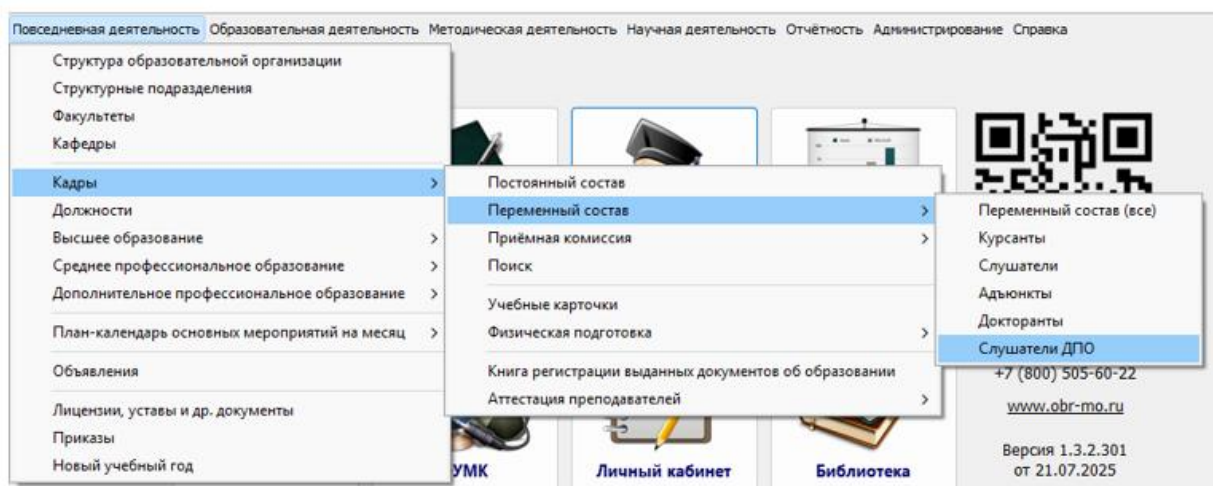 Повседневная деятельность Образовательная деятельность Методическая деятельность Научная деятельность Отчётность Администрирование Справка
Структура образовательной организации
Структурные подразделения
Факультеты
Кафедры
Кадры
Должности
Высшее образование
Среднее профессиональное образование
Дополнительное профессиональное образование
План-календарь основных мероприятий на месяц
Объявления
Лицензии, уставы и др. документы
Приказы
Новый учебный год
Постоянный состав
Переменный состав
Приёмная комиссия
Поиск
Учебные карточки
Физическая подготовка
Книга регистрации выданных документов об образовании
Аттестация преподавателей
Переменный состав (все)
Курсанты
Слушатели
Адъюнкты
Докторанты
Слушатели ДПО
+7 (800) 505-60-22
www.obr-mo.ru
Версия 1.3.2.301
от 21.07.2025
УМК
Личный кабинет
Библиотека